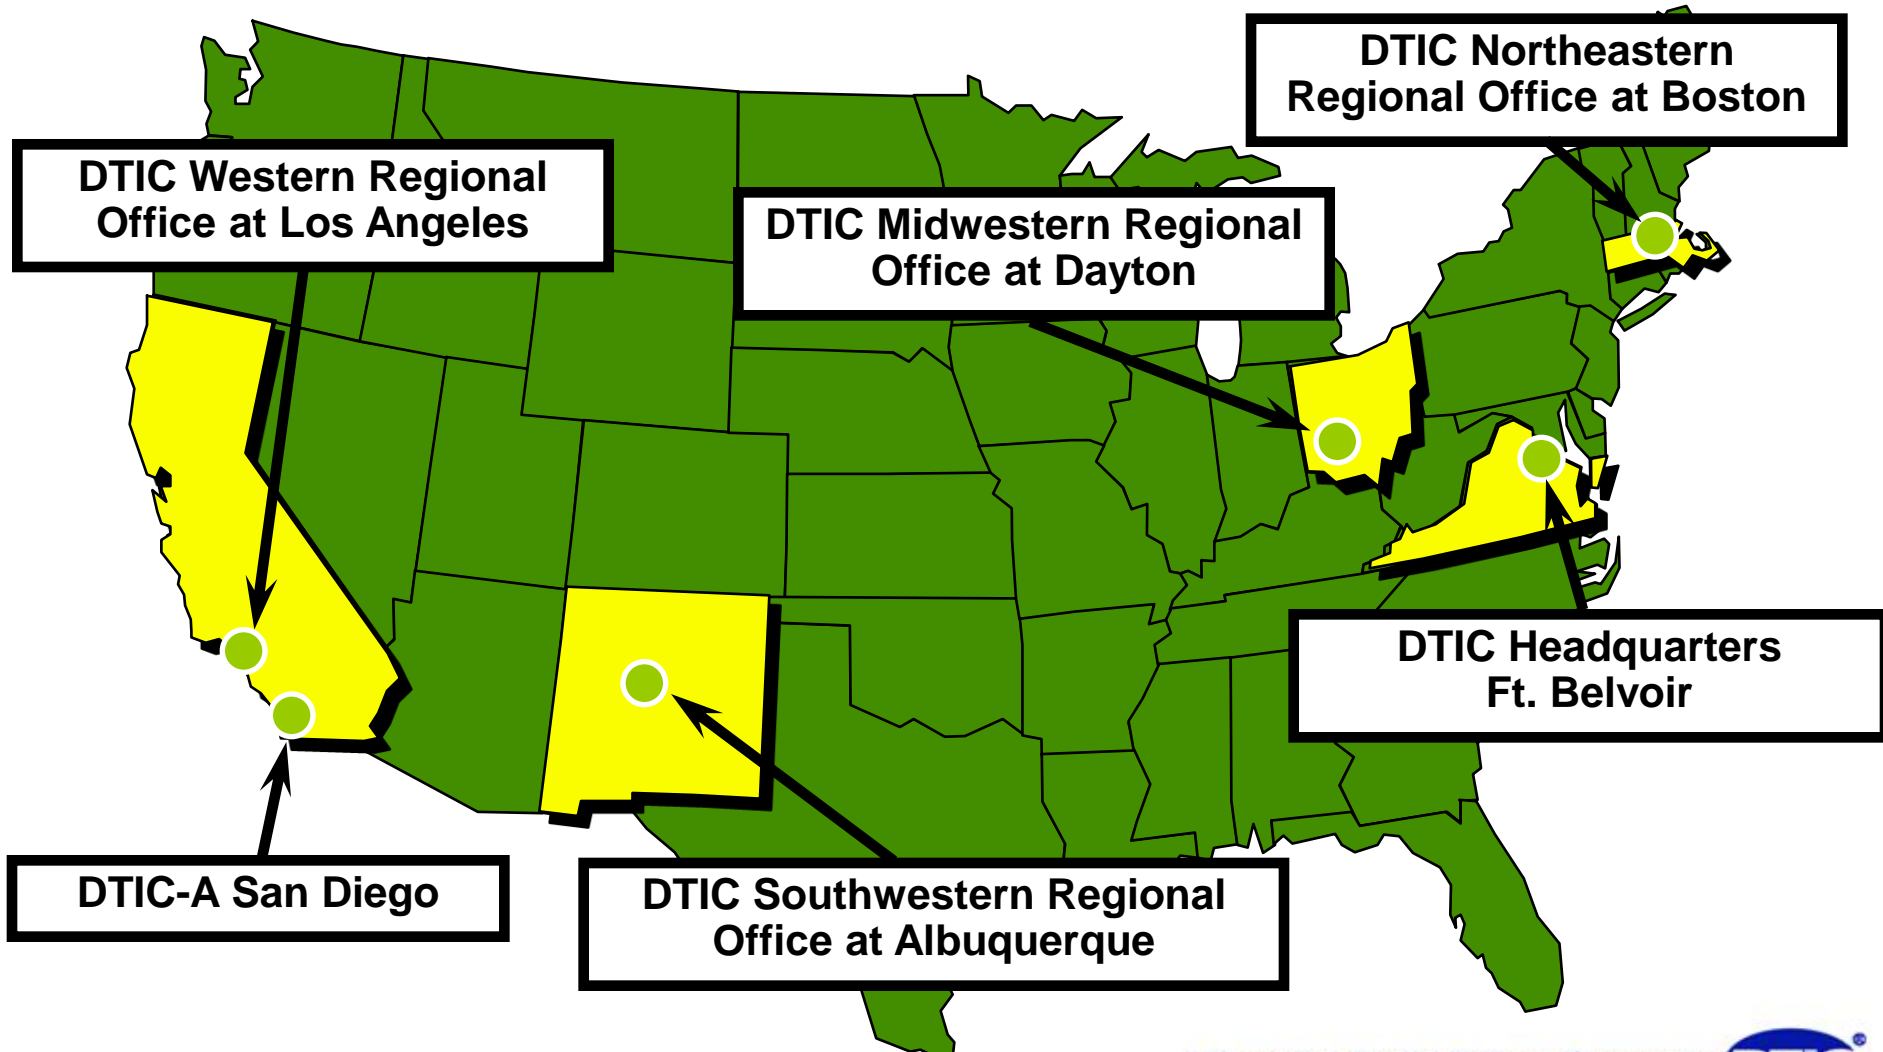 DTIC Northeastern
Regional Office at Boston
DTIC Western Regional
Office at Los Angeles
DTIC Midwestern Regional
Office at Dayton
DTIC Headquarters
Ft. Belvoir
DTIC-A San Diego
DTIC Southwestern Regional
Office at Albuquerque